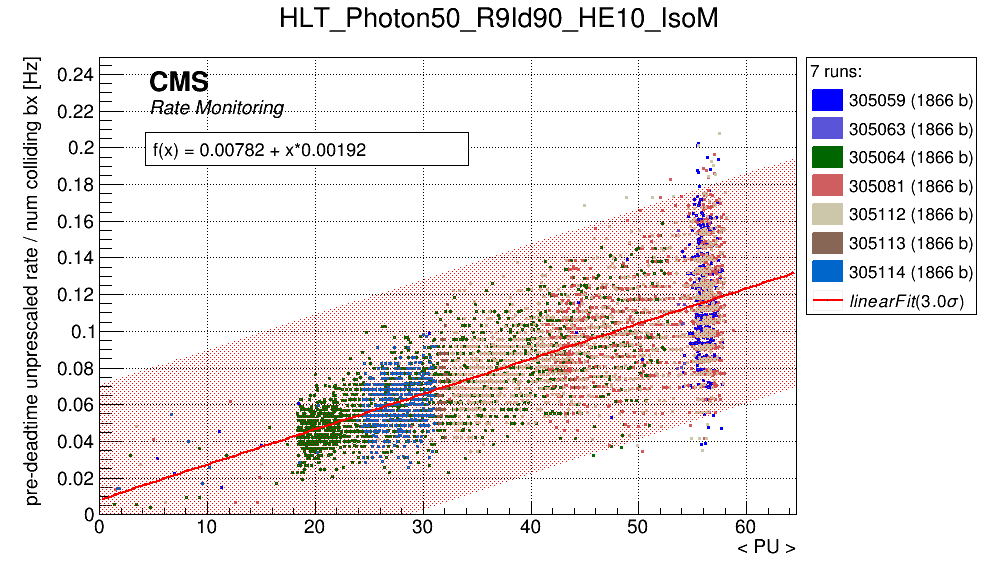 HLT_Photon50_R9Id90_HE10_IsoM
pre-deadtime unprescaled rate / num colliding bx [Hz]
0.24
0.22
0.2
0.18
0.16
0.14
0.12
0.1
0.08
0.06
0.04
0.02
0
CMS
Rate Monitoring
f(x) = 0.00782 + x*0.00192
0 10 20 30 40 50 60
< PU >
7 runs:
305059 (1866 b)
305063 (1866 b)
305064 (1866 b)
305081 (1866 b)
305112 (1866 b)
305113 (1866 b)
305114 (1866 b)
linearFit(3.0σ)